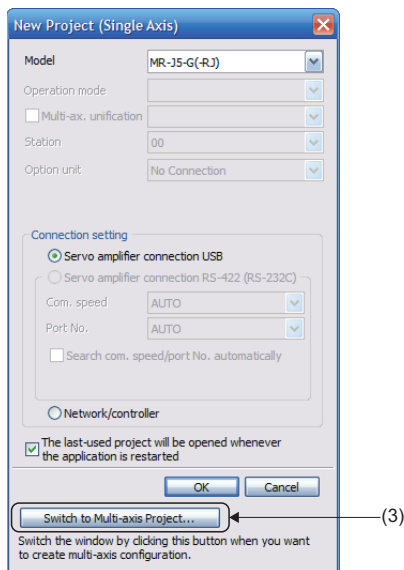 New Project (Single Axis)
Model MR-J5-G(-RJ)
Operation mode
Multi-ax. unification
Station 00
Option unit No Connection
Connection setting
Servo amplifier connection USB
Servo amplifier connection RS-422 (RS-232C)
Com. speed AUTO
Port No. AUTO
Search com. speed/port No. automatically
Network/controller
The last-used project will be opened whenever
the application is restarted
OK Cancel
Switch to Multi-axis Project... (3)
Switch the window by clicking this button when you want
to create multi-axis configuration.